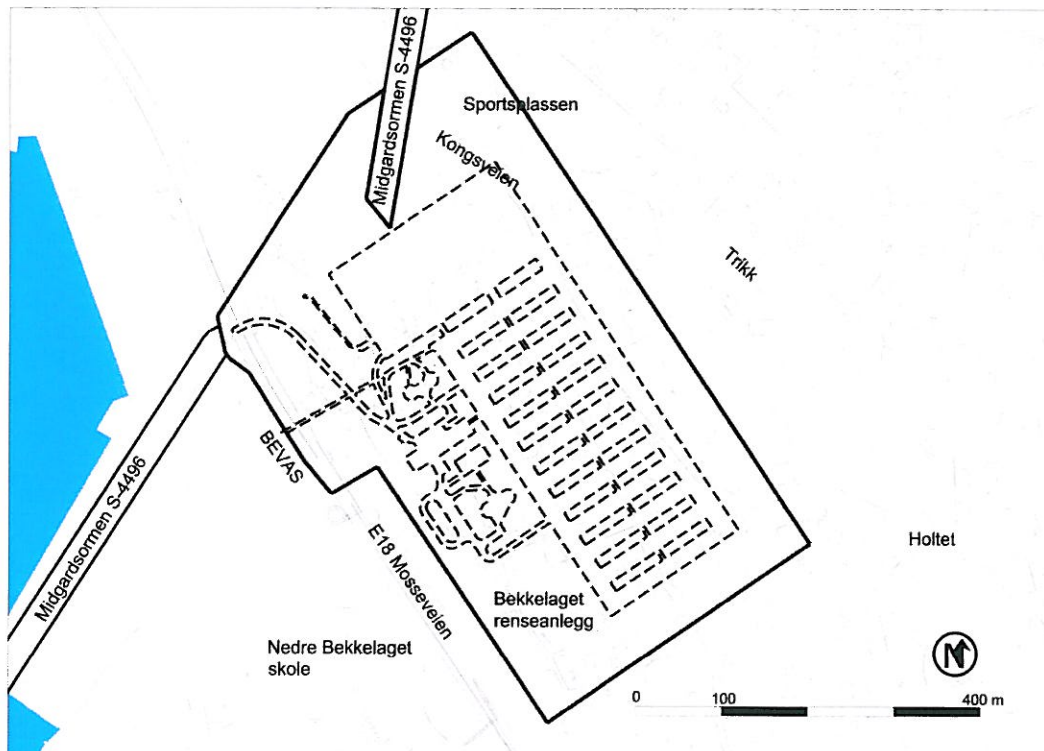 Midgardsormen S-4496
Sportsplassen
Kongsveien
Trikk
BEVAS
Midgardsormen S-4496
E18 Mosseveien
Holtet
Bekkelaget
renseanlegg
Nedre Bekkelaget
skole
N
0 100 400 m